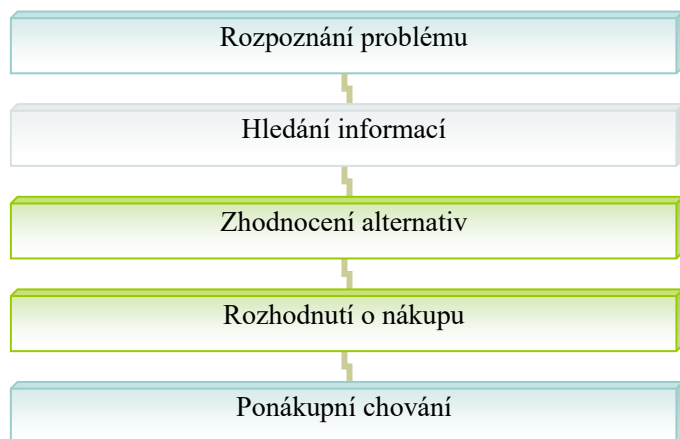 Rozpoznání problému
Hledání informací
Zhodnocení alternativ
Rozhodnutí o nákupu
Ponákupní chování